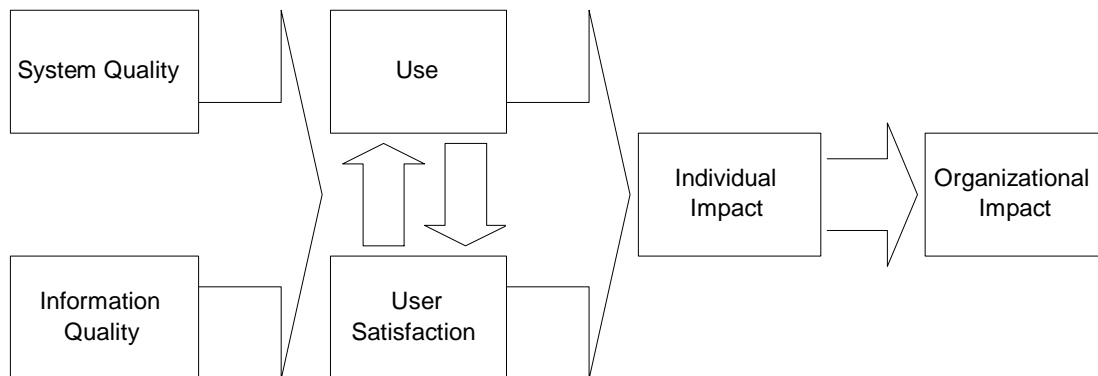 System Quality
Use
Individual
Impact
Organizational
Impact
Information
Quality
User
Satisfaction